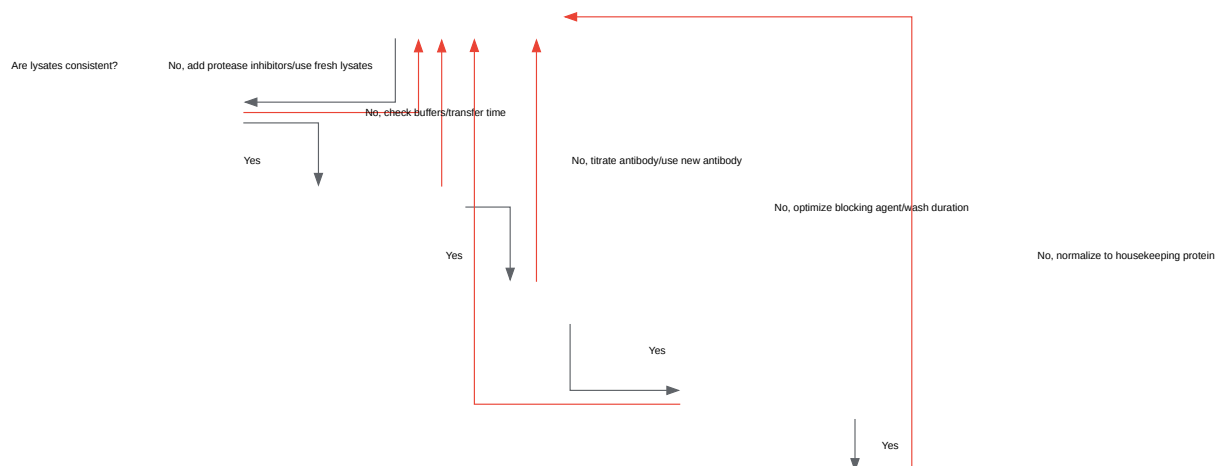 Are lysates consistent?
No, add protease inhibitors/use fresh lysates
No, check buffers/transfer time
Yes
No, titrate antibody/use new antibody
No, optimize blocking agent/wash duration
Yes
No, normalize to housekeeping protein
Yes
Yes